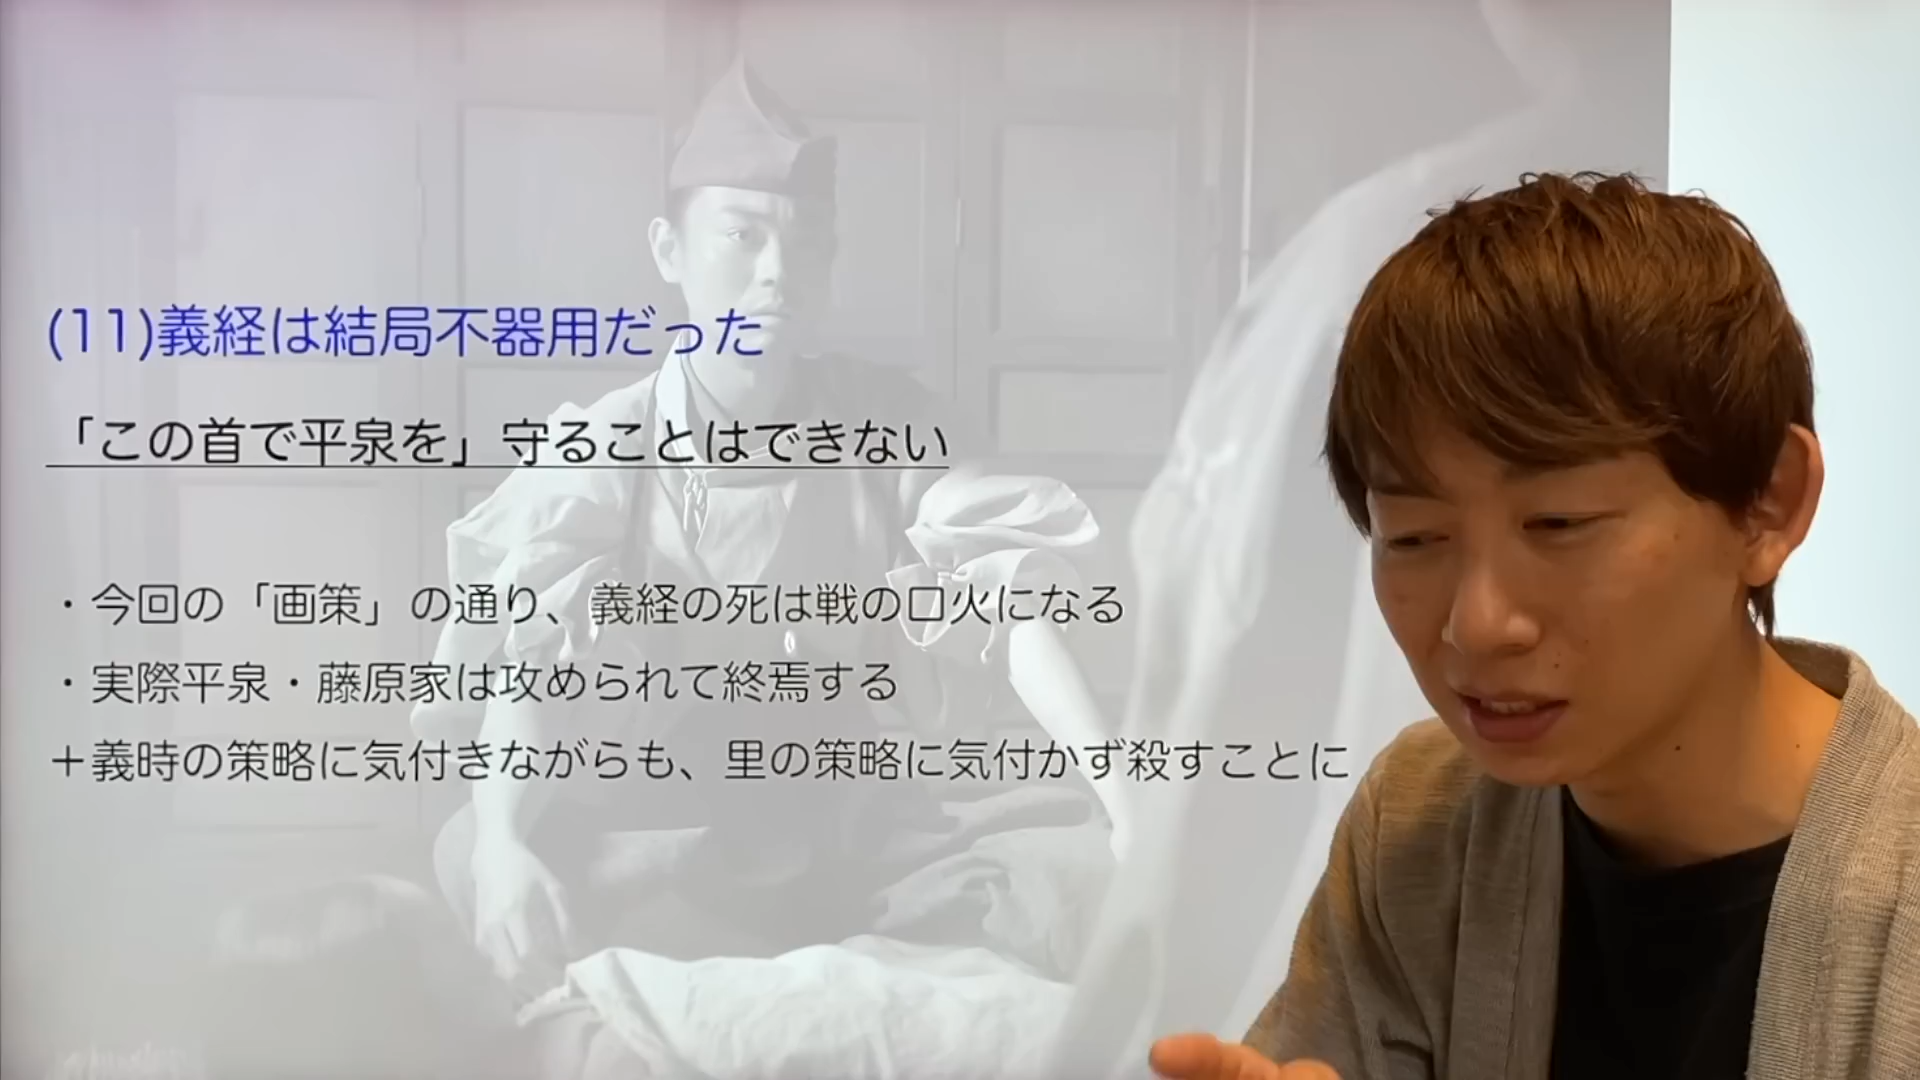 (11)義経は結局不器用だった
「この首で平泉を」守ることはできない
・今回の「画策」の通り、義経の死は戦の口火になる
・実際平泉・藤原家は攻められて終焉する
＋義時の策略に気付きながらも、里の策略に気付かず殺すことに